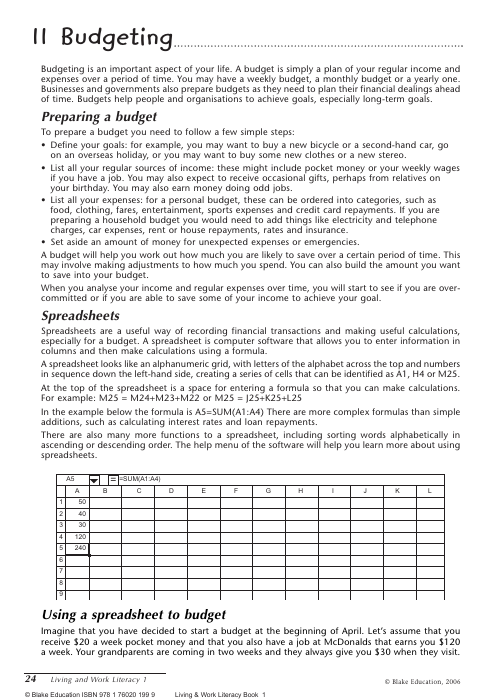 11 Budgeting
Budgeting is an important aspect of your life. A budget is simply a plan of your regular income and
expenses over a period of time. You may have a weekly budget, a monthly budget or a yearly one.
Businesses and governments also prepare budgets as they need to plan their financial dealings ahead
of time. Budgets help people and organisations to achieve goals, especially long-term goals.
Preparing a budget
To prepare a budget you need to follow a few simple steps:
• Define your goals: for example, you may want to buy a new bicycle or a second-hand car, go
on an overseas holiday, or you may want to buy some new clothes or a new stereo.
• List all your regular sources of income: these might include pocket money or your weekly wages
if you have a job. You may also expect to receive occasional gifts, perhaps from relatives on
your birthday. You may also earn money doing odd jobs.
• List all your expenses: for a personal budget, these can be ordered into categories, such as
food, clothing, fares, entertainment, sports expenses and credit card repayments. If you are
preparing a household budget you would need to add things like electricity and telephone
charges, car expenses, rent or house repayments, rates and insurance.
• Set aside an amount of money for unexpected expenses or emergencies.
A budget will help you work out how much you are likely to save over a certain period of time. This
may involve making adjustments to how much you spend. You can also build the amount you want
to save into your budget.
When you analyse your income and regular expenses over time, you will start to see if you are over-
committed or if you are able to save some of your income to achieve your goal.
Spreadsheets
Spreadsheets are a useful way of recording financial transactions and making useful calculations,
especially for a budget. A spreadsheet is computer software that allows you to enter information in
columns and then make calculations using a formula.
A spreadsheet looks like an alphanumeric grid, with letters of the alphabet across the top and numbers
in sequence down the left-hand side, creating a series of cells that can be identified as A1, H4 or M25.
At the top of the spreadsheet is a space for entering a formula so that you can make calculations.
For example: M25 = M24+M23+M22 or M25 = J25+K25+L25
In the example below the formula is A5=SUM(A1:A4) There are more complex formulas than simple
additions, such as calculating interest rates and loan repayments.
There are also many more functions to a spreadsheet, including sorting words alphabetically in
ascending or descending order. The help menu of the software will help you learn more about using
spreadsheets.
A5 = =SUM(A1:A4)
A B C D E F G H I J K L
1 50
2 40
3 30
4 120
5 240
6
7
8
9
Using a spreadsheet to budget
Imagine that you have decided to start a budget at the beginning of April. Let's assume that you
receive $20 a week pocket money and that you also have a job at McDonalds that earns you $120
a week. Your grandparents are coming in two weeks and they always give you $30 when they visit.
24 Living and Work Literacy 1
© Blake Education, 2006
© Blake Education ISBN 978 1 76020 199 9 Living & Work Literacy Book 1